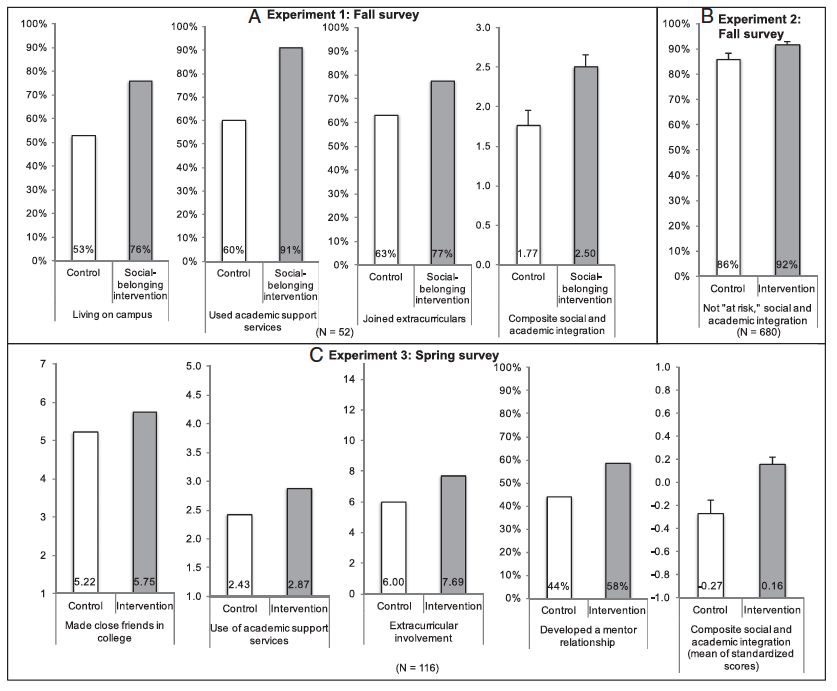 A Experiment 1: Fall survey
100%
90%
80%
70%
60%
50%
40%
30%
20%
10%
0%
53%
76%
Control
Social-
belonging
intervention
Living on campus
100%
90%
80%
70%
60%
50%
40%
30%
20%
10%
0%
60%
91%
Control
Social-
belonging
intervention
Used academic support
services
100%
90%
80%
70%
60%
50%
40%
30%
20%
10%
0%
63%
77%
Control
Social-
belonging
intervention
Joined extracurriculars
3.0
2.5
2.0
1.5
1.0
0.5
0.0
1.77
2.50
Control
Social-
belonging
intervention
Composite social and
academic integration
(N = 52)
B Experiment 2:
Fall survey
100%
90%
80%
70%
60%
50%
40%
30%
20%
10%
0%
86%
92%
Control
Intervention
Not "at risk," social and
academic integration
(N = 680)
C Experiment 3: Spring survey
7
6
5
4
3
2
1
5.22
5.75
Control
Intervention
Made close friends in
college
5.0
4.5
4.0
3.5
3.0
2.5
2.0
1.5
1.0
2.43
2.87
Control
Intervention
Use of academic support
services
14
12
10
8
6
4
2
0
6.00
7.69
Control
Intervention
Extracurricular
involvement
100%
90%
80%
70%
60%
50%
40%
30%
20%
10%
0%
44%
58%
Control
Intervention
Developed a mentor
relationship
1.0
0.8
0.6
0.4
0.2
-0.0
-0.2
-0.4
-0.6
-0.8
-1.0
-0.27
0.16
Control
Intervention
Composite social and
academic integration
(mean of standardized
scores)
(N = 116)